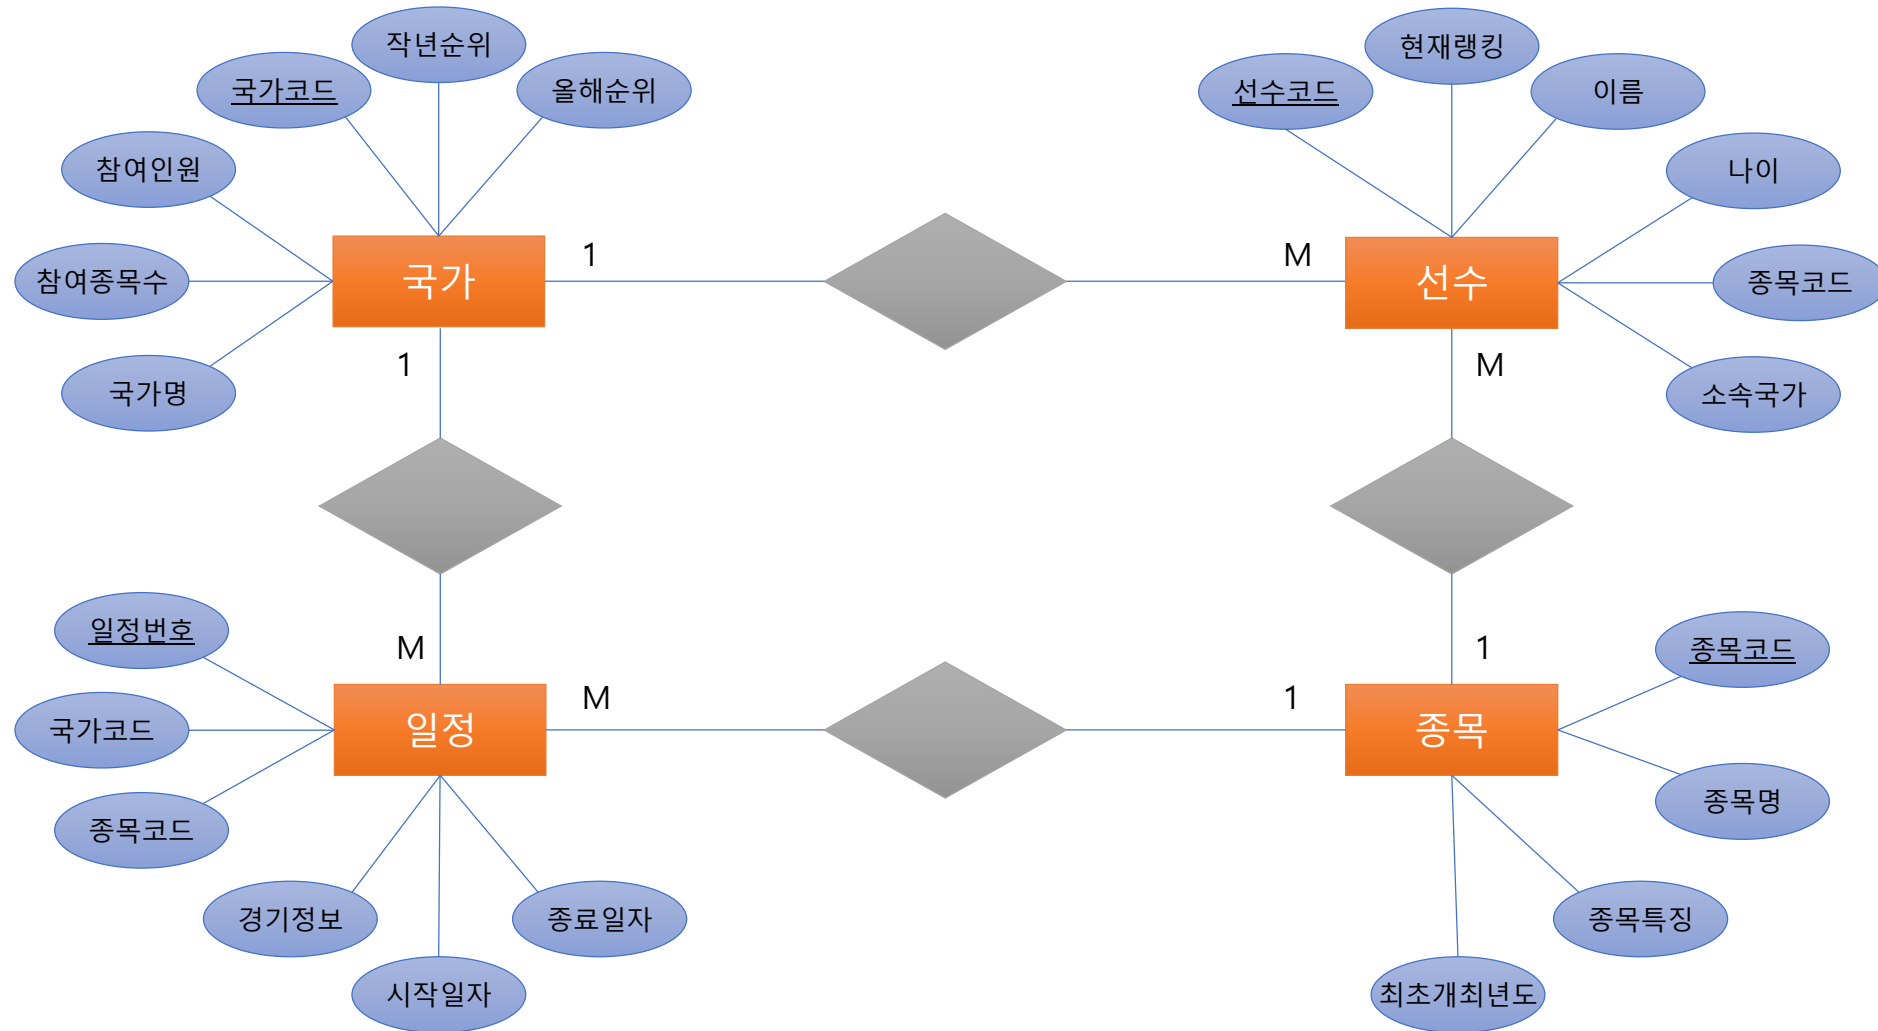 작년순위
현재랭킹
국가코드
올해순위
선수코드
이름
참여인원
나이
1
M
참여종목수
국가
선수
종목코드
1
M
국가명
소속국가
일정번호
M
1
종목코드
M
1
국가코드
일정
종목
종목코드
종목명
경기정보
종료일자
종목특징
시작일자
최초개최년도